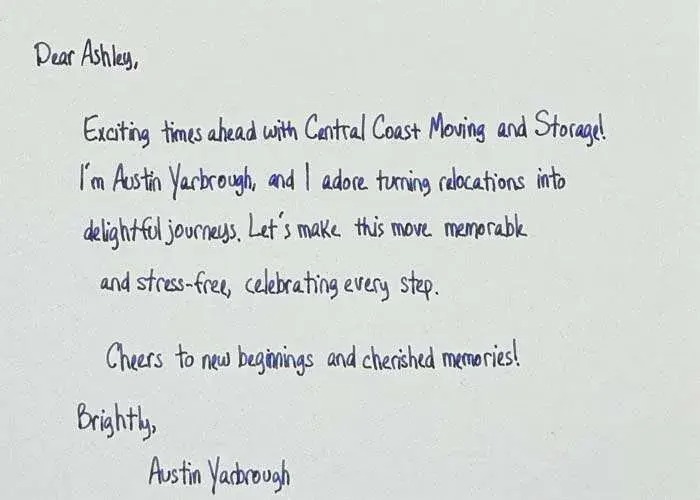 Dear Ashley,
Exciting times ahead with Central Coast Moving and Storage!
I'm Austin Yarbrough, and I adore turning relocations into
delightful journeys. Let's make this move memorable
and stress-free, celebrating every step.
Cheers to new beginnings and cherished memories!
Brightly,
Austin Yarbrough